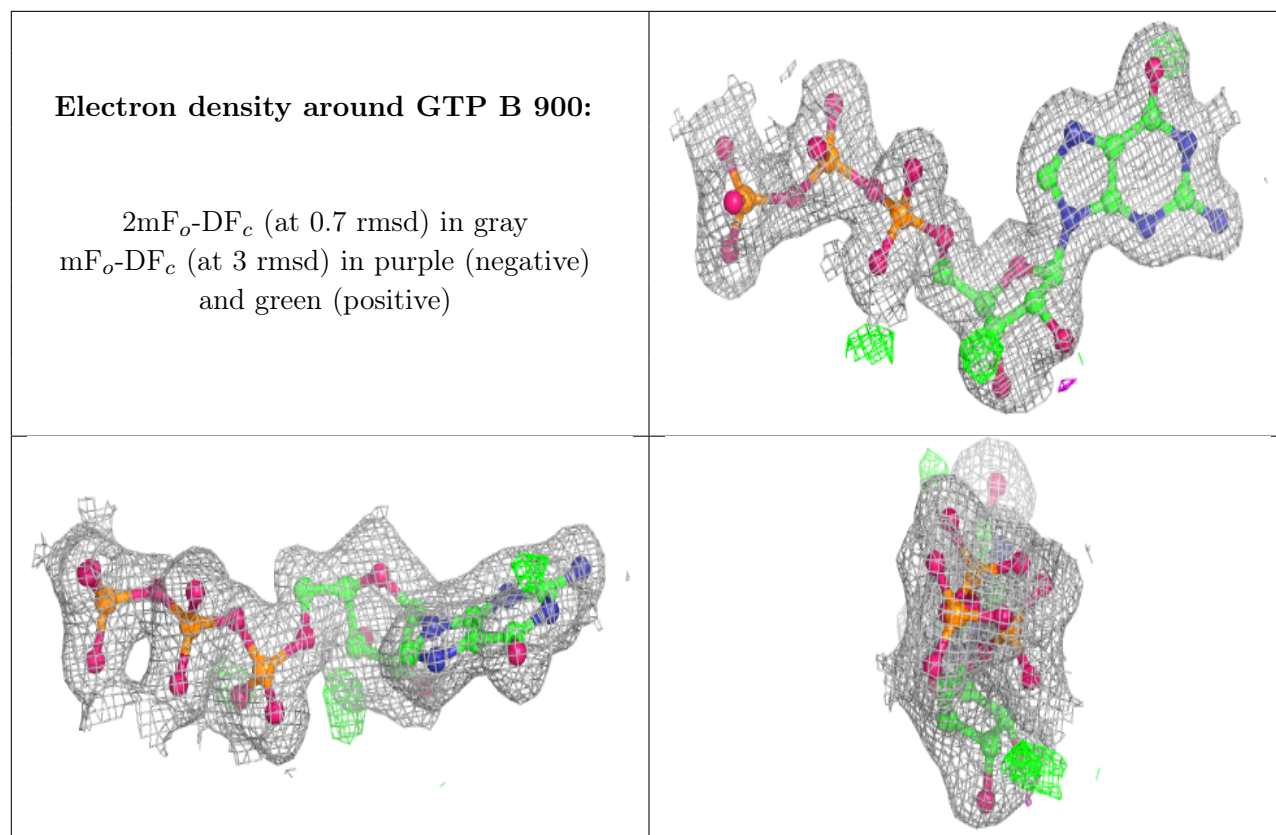 Electron density around GTP B 900:
2mFₒ-DF𝒸 (at 0.7 rmsd) in gray
mFₒ-DF𝒸 (at 3 rmsd) in purple (negative)
and green (positive)